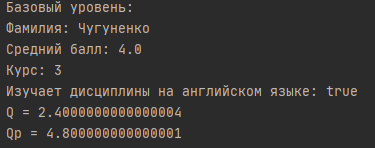 Базовый уровень:
Фамилия: Чугуненко
Средний балл: 4.0
Курс: 3
Изучает дисциплины на английском языке: true
Q = 2.4000000000000004
Qp = 4.800000000000001